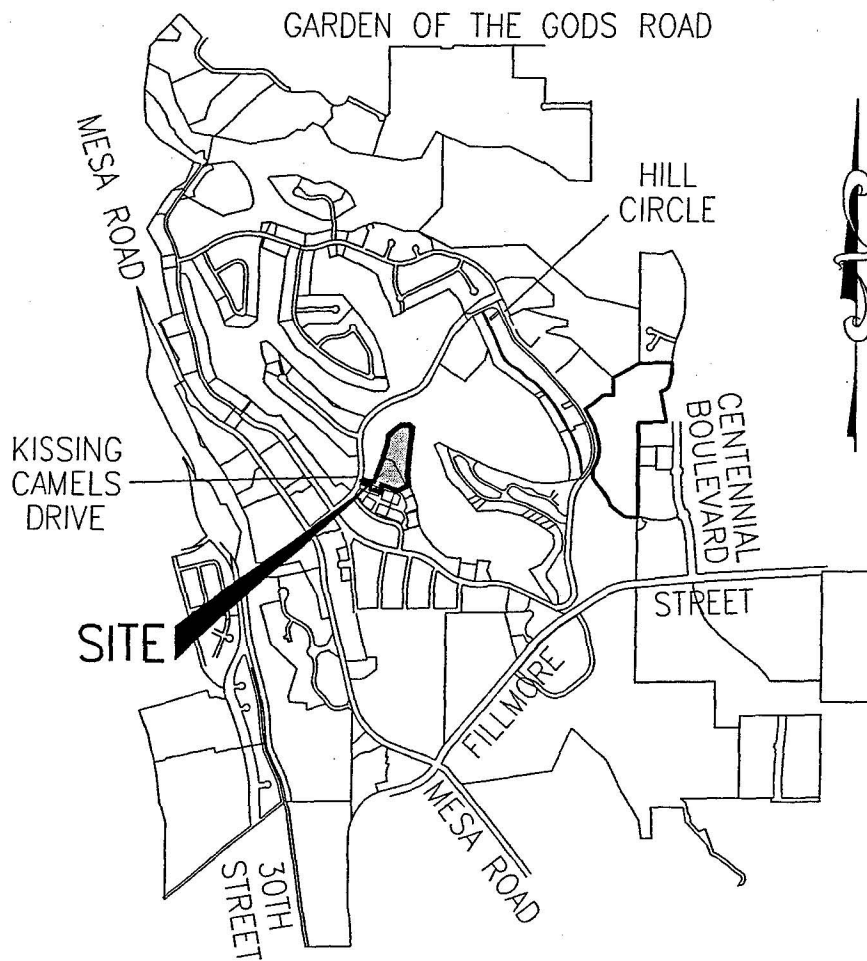 GARDEN OF THE GODS ROAD
MESA ROAD
HILL
CIRCLE
KISSING
CAMELS
DRIVE
CENTENNIAL
BOULEVARD
SITE
STREET
FILLMORE
MESA ROAD
30TH
STREET